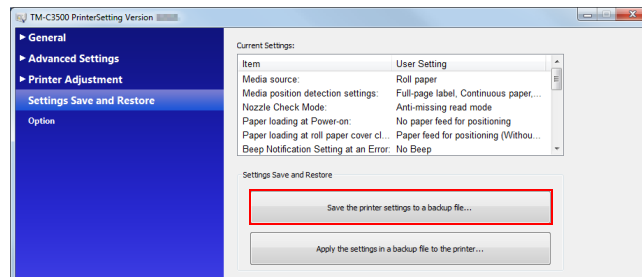 TM-C3500 PrinterSetting Version
General
Advanced Settings
Printer Adjustment
Settings Save and Restore
Option
Current Settings:
Item User Setting
Media source: Roll paper
Media position detection settings: Full-page label, Continuous paper,...
Nozzle Check Mode: Anti-missing read mode
Paper loading at Power-on: No paper feed for positioning
Paper loading at roll paper cover cl... Paper feed for positioning (Withou...
Beep Notification Setting at an Error: No Beep
Settings Save and Restore
Save the printer settings to a backup file...
Apply the settings in a backup file to the printer...